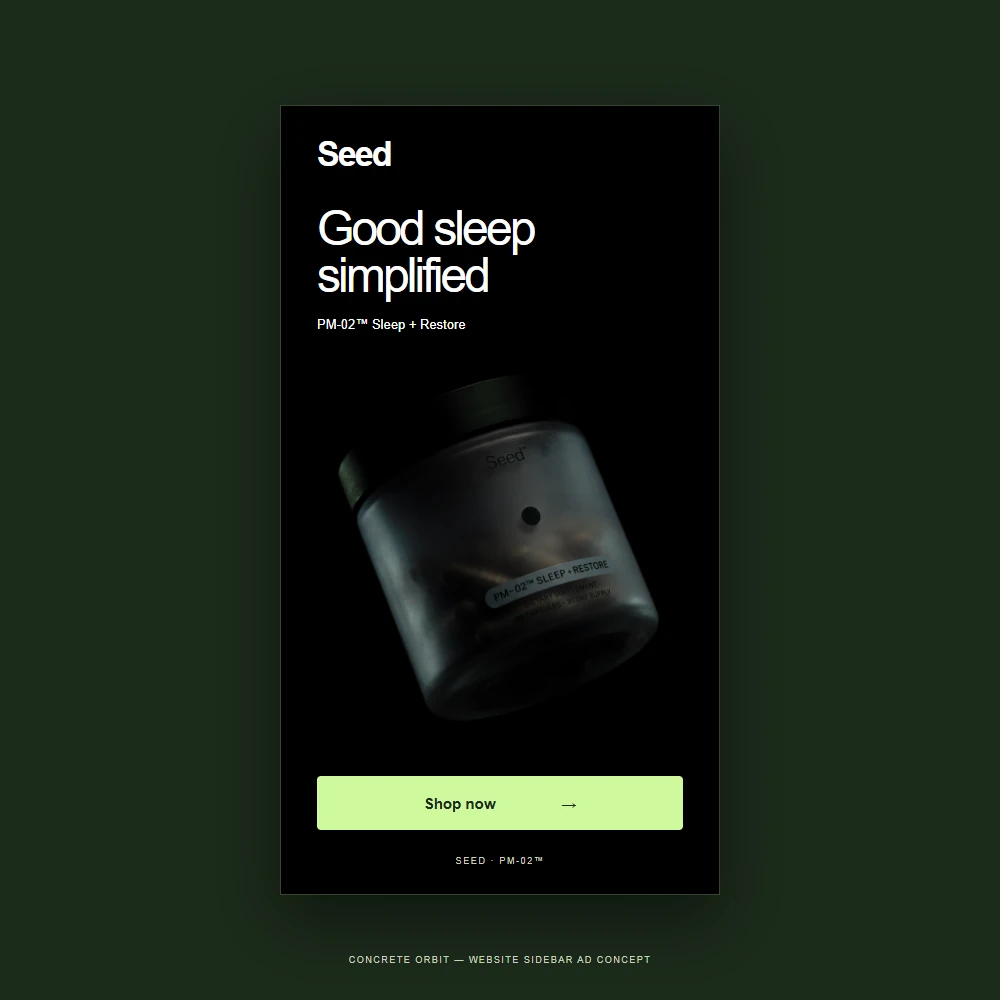 Seed
Good sleep
simplified
PM-02™ Sleep + Restore
Seed™
PM-02™ SLEEP + RESTORE
Shop now →
SEED · PM-02™
CONCRETE ORBIT — WEBSITE SIDEBAR AD CONCEPT